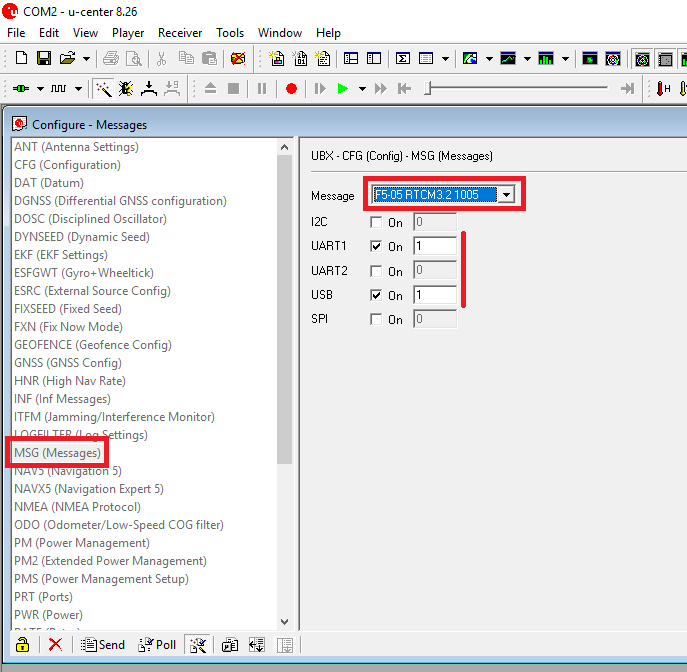 COM2 - u-center 8.26
File Edit View Player Receiver Tools Window Help
Configure - Messages
ANT (Antenna Settings)
CFG (Configuration)
DAT (Datum)
DGNSS (Differential GNSS configuration)
DOSC (Disciplined Oscillator)
DYNSEED (Dynamic Seed)
EKF (EKF Settings)
ESFGWT (Gyro+Wheeltick)
ESRC (External Source Config)
FIXSEED (Fixed Seed)
FXN (Fix Now Mode)
GEOFENCE (Geofence Config)
GNSS (GNSS Config)
HNR (High Nav Rate)
INF (Inf Messages)
ITFM (Jamming/Interference Monitor)
LOGFILTER (Log Settings)
MSG (Messages)
NAV5 (Navigation 5)
NAVX5 (Navigation Expert 5)
NMEA (NMEA Protocol)
ODO (Odometer/Low-Speed COG filter)
PM (Power Management)
PM2 (Extended Power Management)
PMS (Power Management Setup)
PRT (Ports)
PWR (Power)
UBX - CFG (Config) - MSG (Messages)
Message F5-05 RTCM3.2 1005
I2C On 0
UART1 On 1
UART2 On 0
USB On 1
SPI On 0
Send Poll